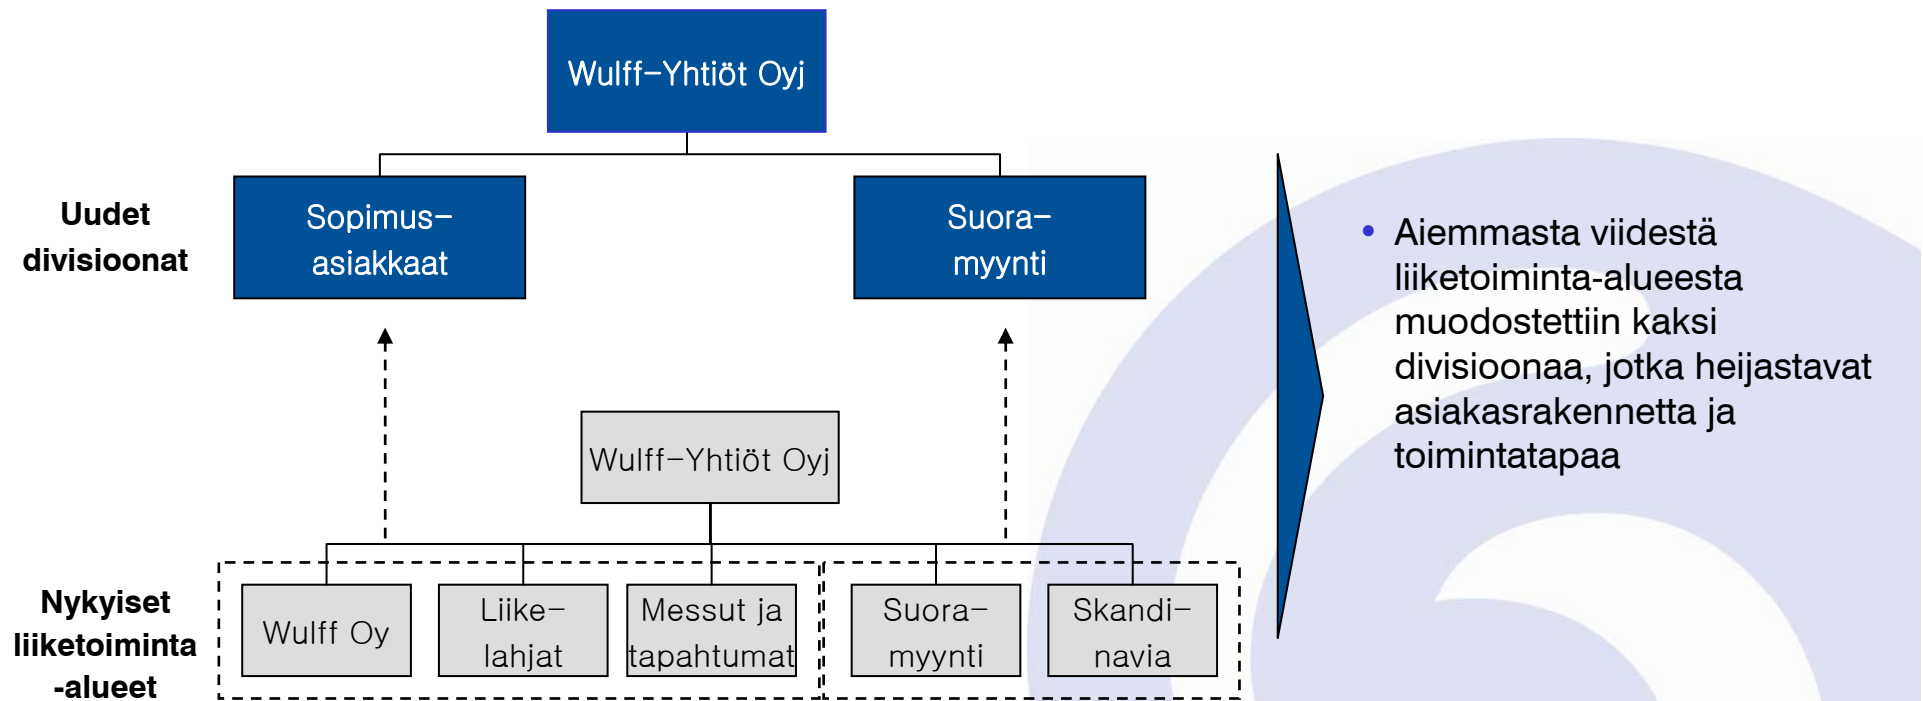 Wulff-Yhtiöt Oyj
Uudet
divisioonat
Sopimus-
asiakkaat
Suora-
myynti
• Aiemmasta viidestä
liiketoiminta-alueesta
muodostettiin kaksi
divisioonaa, jotka heijastavat
asiakasrakennetta ja
toimintatapaa
Wulff-Yhtiöt Oyj
Nykyiset
liiketoiminta
-alueet
Wulff Oy
Liike-
lahjat
Messut ja
tapahtumat
Suora-
myynti
Skandi-
navia